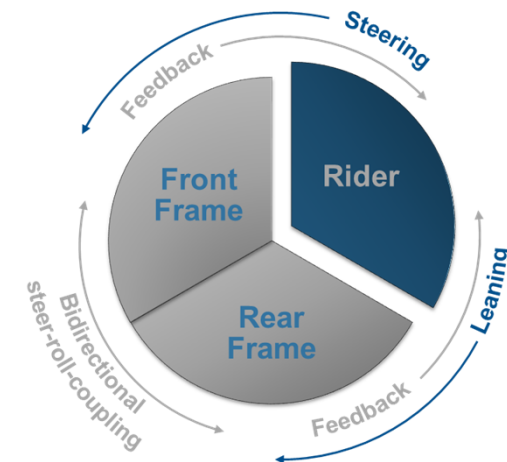 Steering
Feedback
Front
Frame
Rider
Rear
Frame
Bidirectional
steer-roll-coupling
Leaning
Feedback